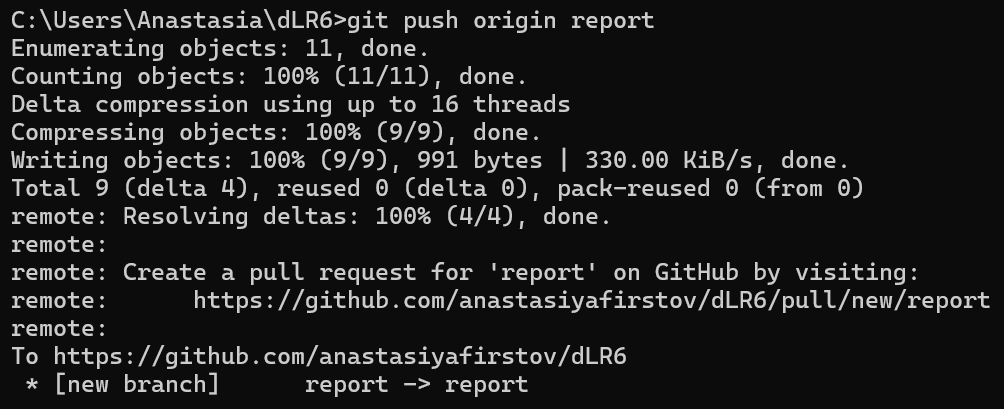 C:\Users\Anastasia\dLR6>git push origin report
Enumerating objects: 11, done.
Counting objects: 100% (11/11), done.
Delta compression using up to 16 threads
Compressing objects: 100% (9/9), done.
Writing objects: 100% (9/9), 991 bytes | 330.00 KiB/s, done.
Total 9 (delta 4), reused 0 (delta 0), pack-reused 0 (from 0)
remote: Resolving deltas: 100% (4/4), done.
remote:
remote: Create a pull request for 'report' on GitHub by visiting:
remote:      https://github.com/anastasiyafirstov/dLR6/pull/new/report
remote:
To https://github.com/anastasiyafirstov/dLR6
 * [new branch]      report -> report